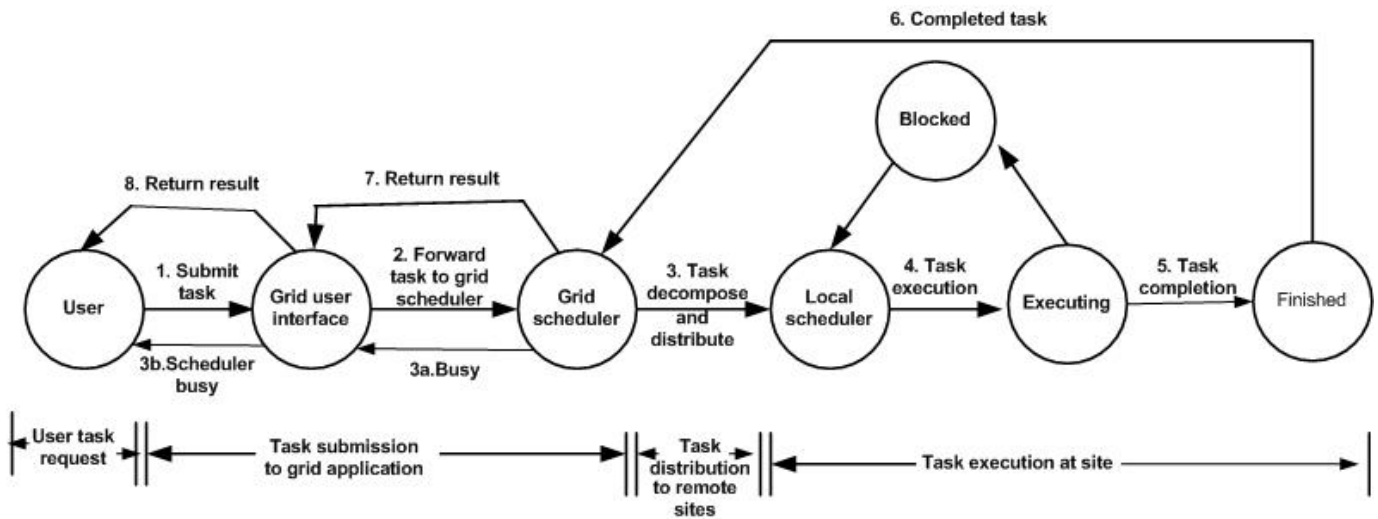 6. Completed task
Blocked
8. Return result
7. Return result
1. Submit
task
2. Forward
task to grid
scheduler
3. Task
decompose
and
distribute
4. Task
execution
5. Task
completion
User
Grid user
interface
Grid
scheduler
Local
scheduler
Executing
Finished
3b.Scheduler
busy
3a.Busy
User task
request
Task submission
to grid application
Task
distribution
to remote
sites
Task execution at site